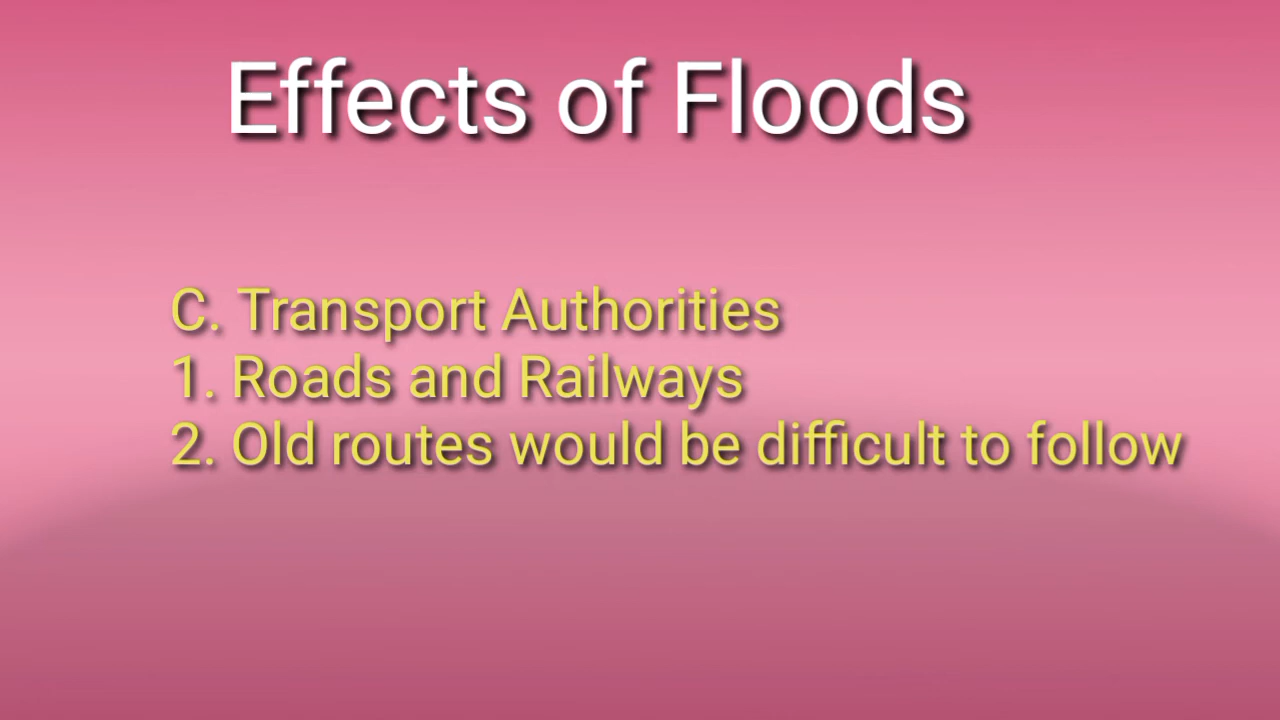 Effects of Floods
C. Transport Authorities
1. Roads and Railways
2. Old routes would be difficult to follow